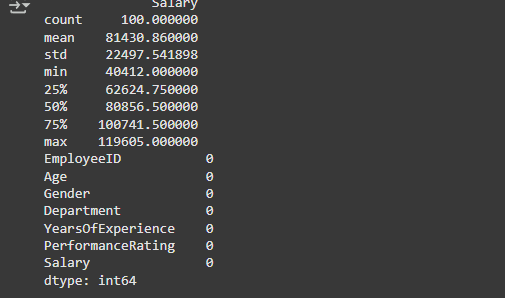 Salary
count 100.000000
mean 81430.860000
std 22497.541898
min 40412.000000
25% 62624.750000
50% 80856.500000
75% 100741.500000
max 119605.000000
EmployeeID 0
Age 0
Gender 0
Department 0
YearsOfExperience 0
PerformanceRating 0
Salary 0
dtype: int64